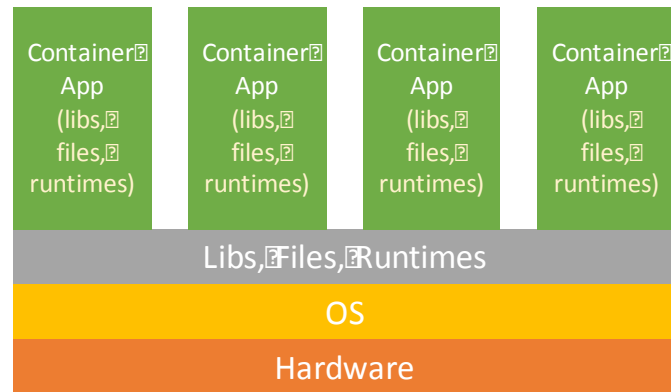 Container�
App
(libs,�
files,�
runtimes)
Container�
App
(libs,�
files,�
runtimes)
Container�
App
(libs,�
files,�
runtimes)
Container�
App
(libs,�
files,�
runtimes)
Libs,�Files,�Runtimes
OS
Hardware